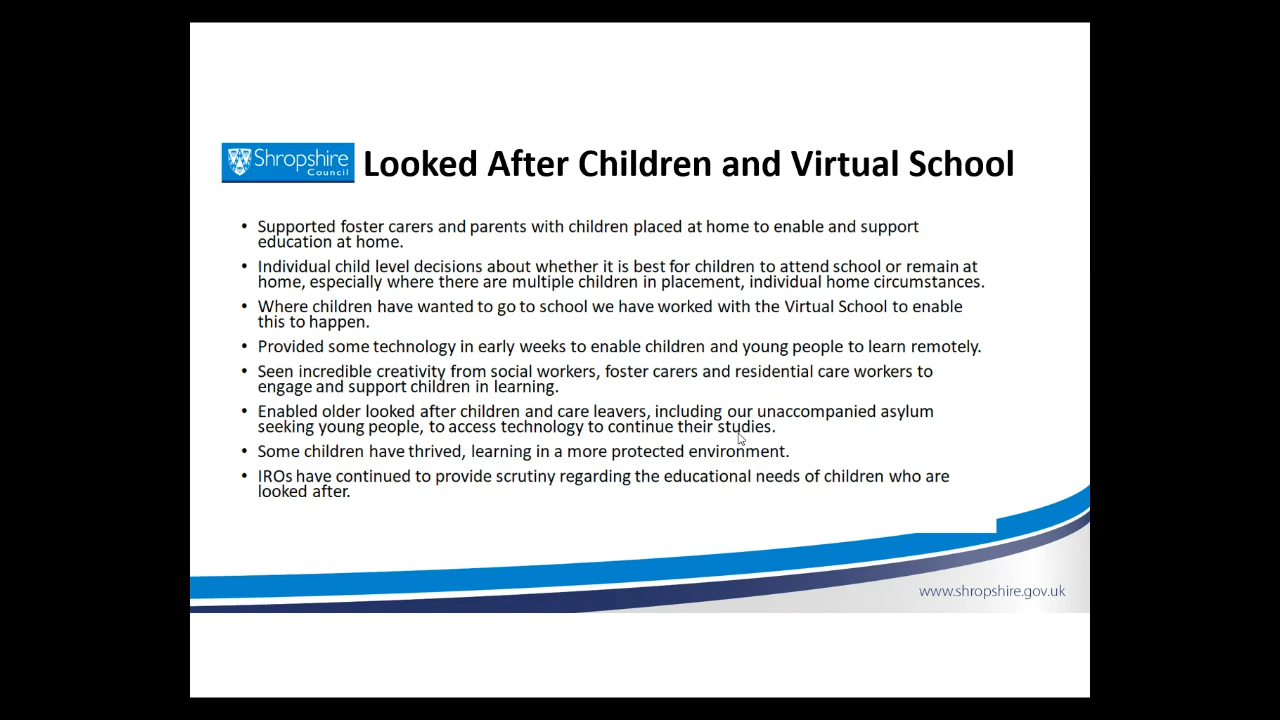 Shropshire
Council
Looked After Children and Virtual School
• Supported foster carers and parents with children placed at home to enable and support
education at home.
• Individual child level decisions about whether it is best for children to attend school or remain at
home, especially where there are multiple children in placement, individual home circumstances.
• Where children have wanted to go to school we have worked with the Virtual School to enable
this to happen.
• Provided some technology in early weeks to enable children and young people to learn remotely.
• Seen incredible creativity from social workers, foster carers and residential care workers to
engage and support children in learning.
• Enabled older looked after children and care leavers, including our unaccompanied asylum
seeking young people, to access technology to continue their studies.
• Some children have thrived, learning in a more protected environment.
• IROs have continued to provide scrutiny regarding the educational needs of children who are
looked after.
www.shropshire.gov.uk